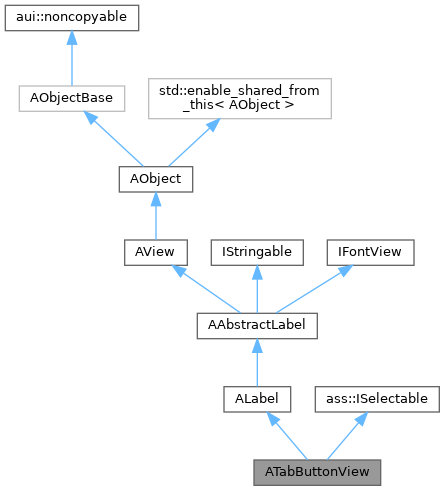 aui::noncopyable
AObjectBase
std::enable_shared_from
_this< AObject >
AObject
AView
IStringable
IFontView
AAbstractLabel
ALabel
ass::ISelectable
ATabButtonView